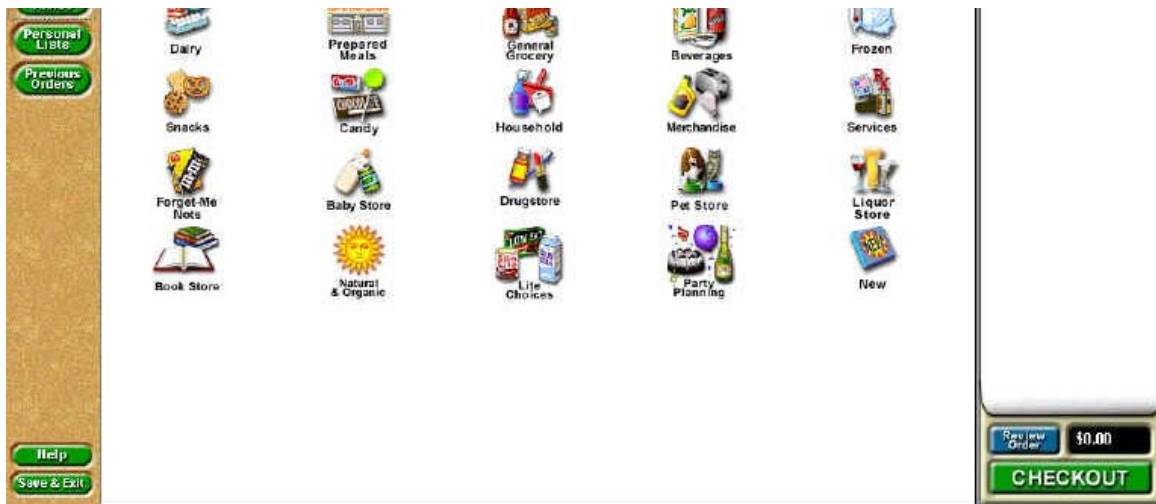 Personal
Lists
Previous
Orders
Dairy
Prepared
Meals
General
Grocery
Beverages
Frozen
Snacks
Candy
Household
Merchandise
Services
Forget-Me
Nots
Baby Store
Drugstore
Pet Store
Liquor
Store
Book Store
Natural
& Organic
Lite
Choices
Party
Planning
New
Help
Save & Exit
Review
Order
$0.00
CHECKOUT